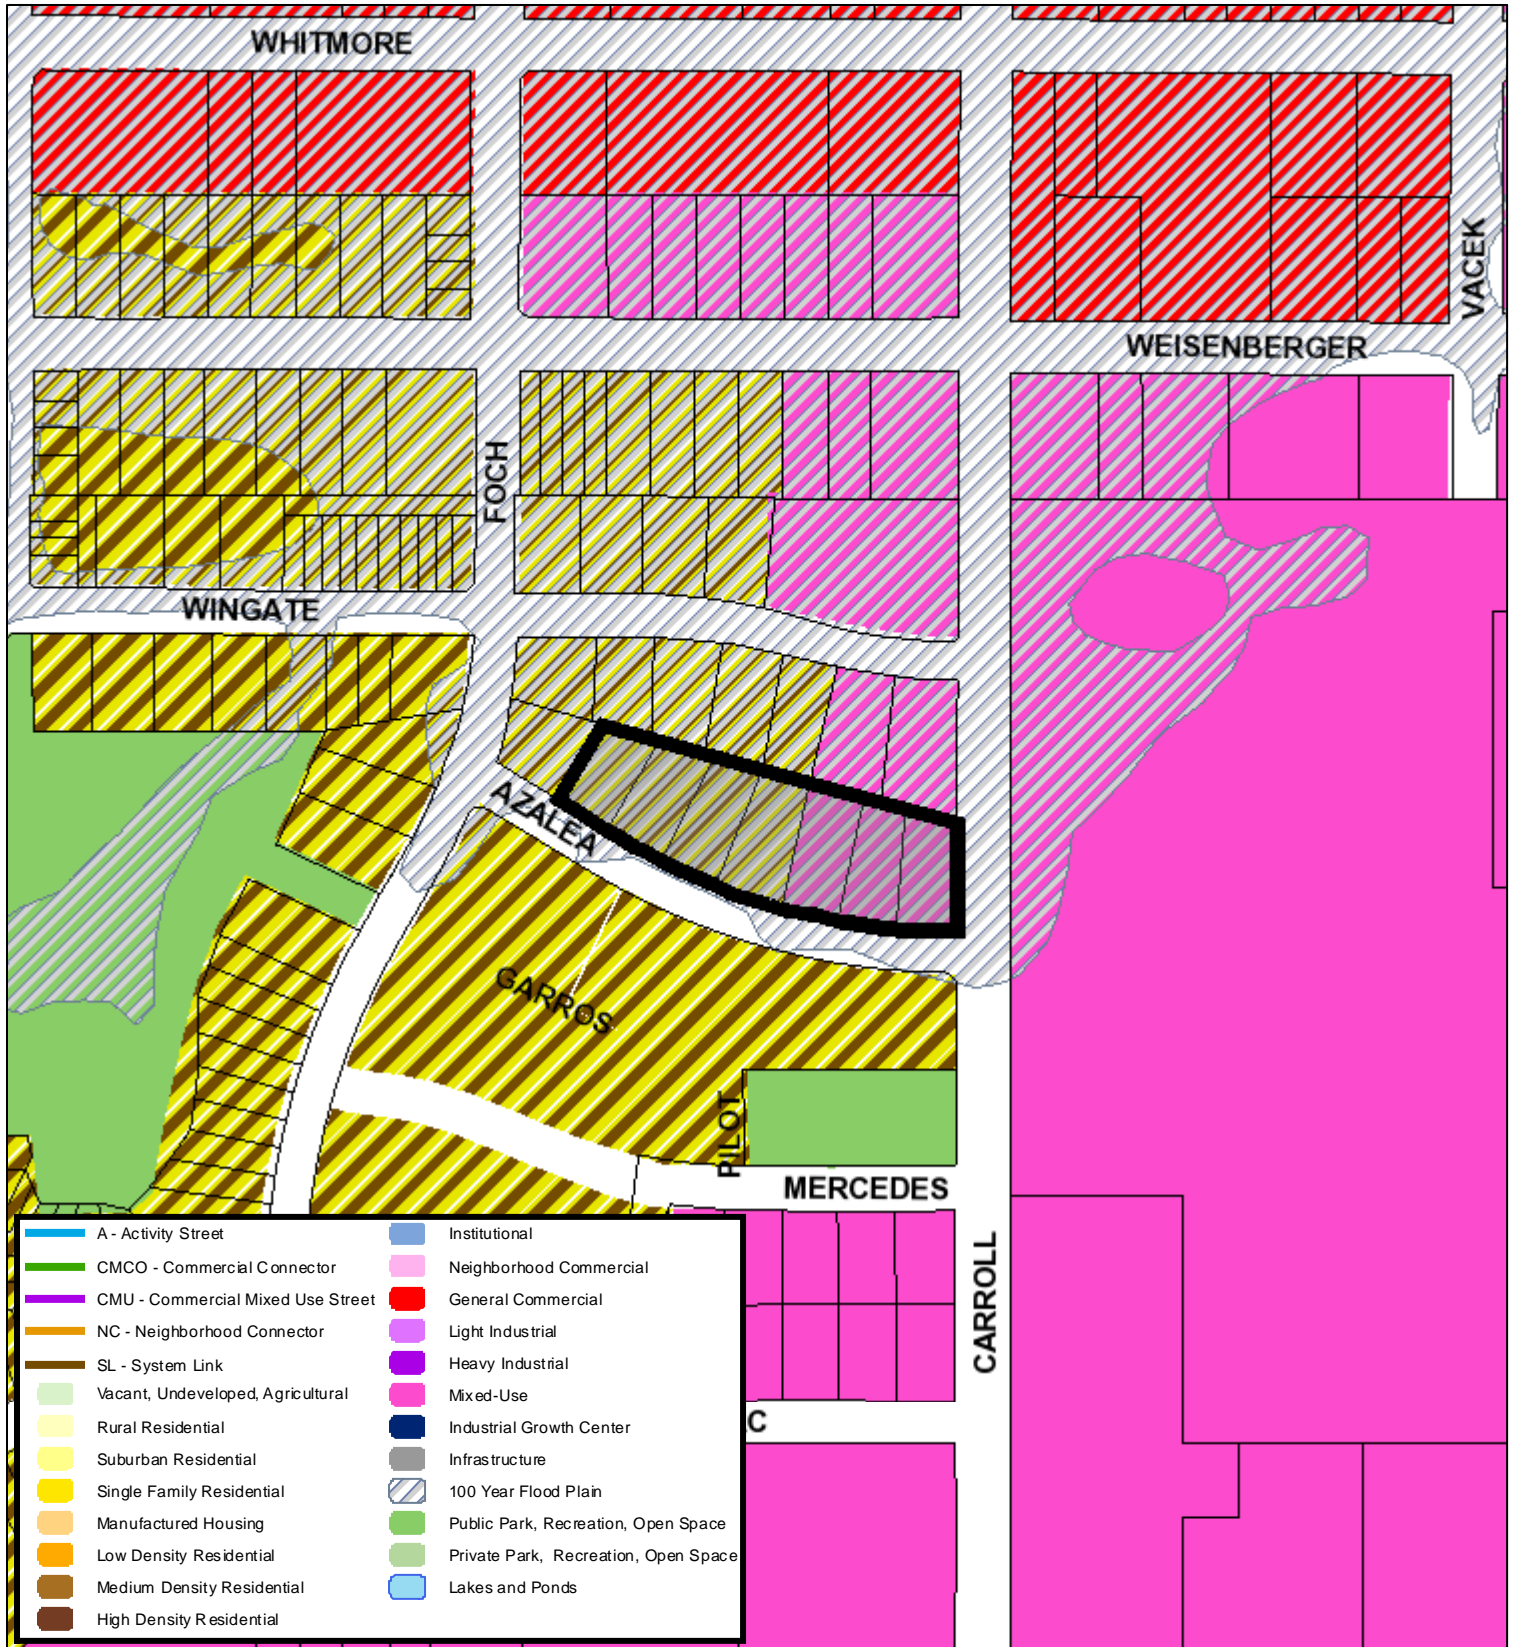 WHITMORE
VACEK
WEISENBERGER
FOCH
WINGATE
AZALEA
GARROS
PILOT
MERCEDES
CARROLL
C
A - Activity Street
CMCO - Commercial Connector
CMU - Commercial Mixed Use Street
NC - Neighborhood Connector
SL - System Link
Vacant, Undeveloped, Agricultural
Rural Residential
Suburban Residential
Single Family Residential
Manufactured Housing
Low Density Residential
Medium Density Residential
High Density Residential
Institutional
Neighborhood Commercial
General Commercial
Light Industrial
Heavy Industrial
Mixed-Use
Industrial Growth Center
Infrastructure
100 Year Flood Plain
Public Park, Recreation, Open Space
Private Park, Recreation, Open Space
Lakes and Ponds